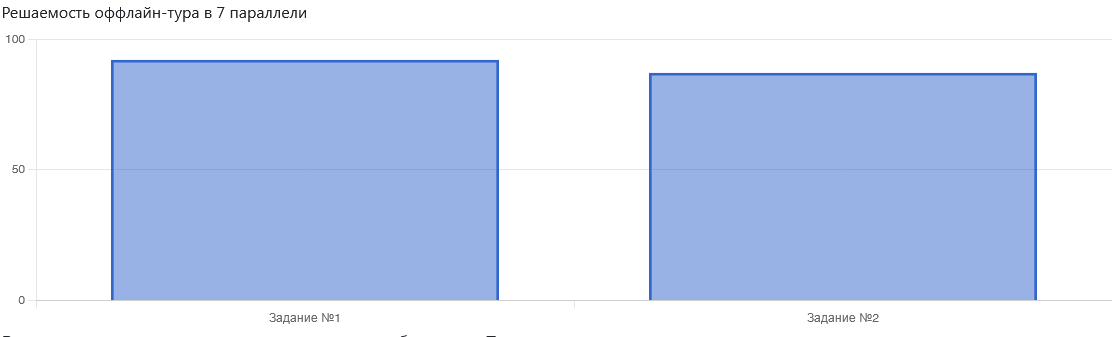 Решаемость оффлайн-тура в 7 параллели
100
50
0
Задание №1
Задание №2